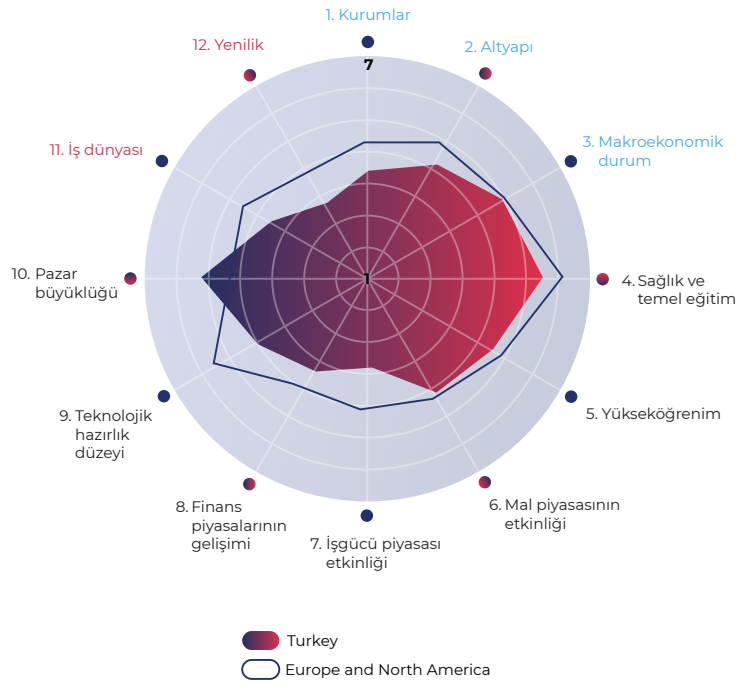 1. Kurumlar
7
2. Altyapı
3. Makroekonomik
durum
4. Sağlık ve
temel eğitim
5. Yükseköğrenim
6. Mal piyasasının
etkinliği
7. İşgücü piyasası
etkinliği
8. Finans
piyasalarının
gelişimi
9. Teknolojik
hazırlık
düzeyi
10. Pazar
büyüklüğü
11. İş dünyası
12. Yenilik
1
Turkey
Europe and North America